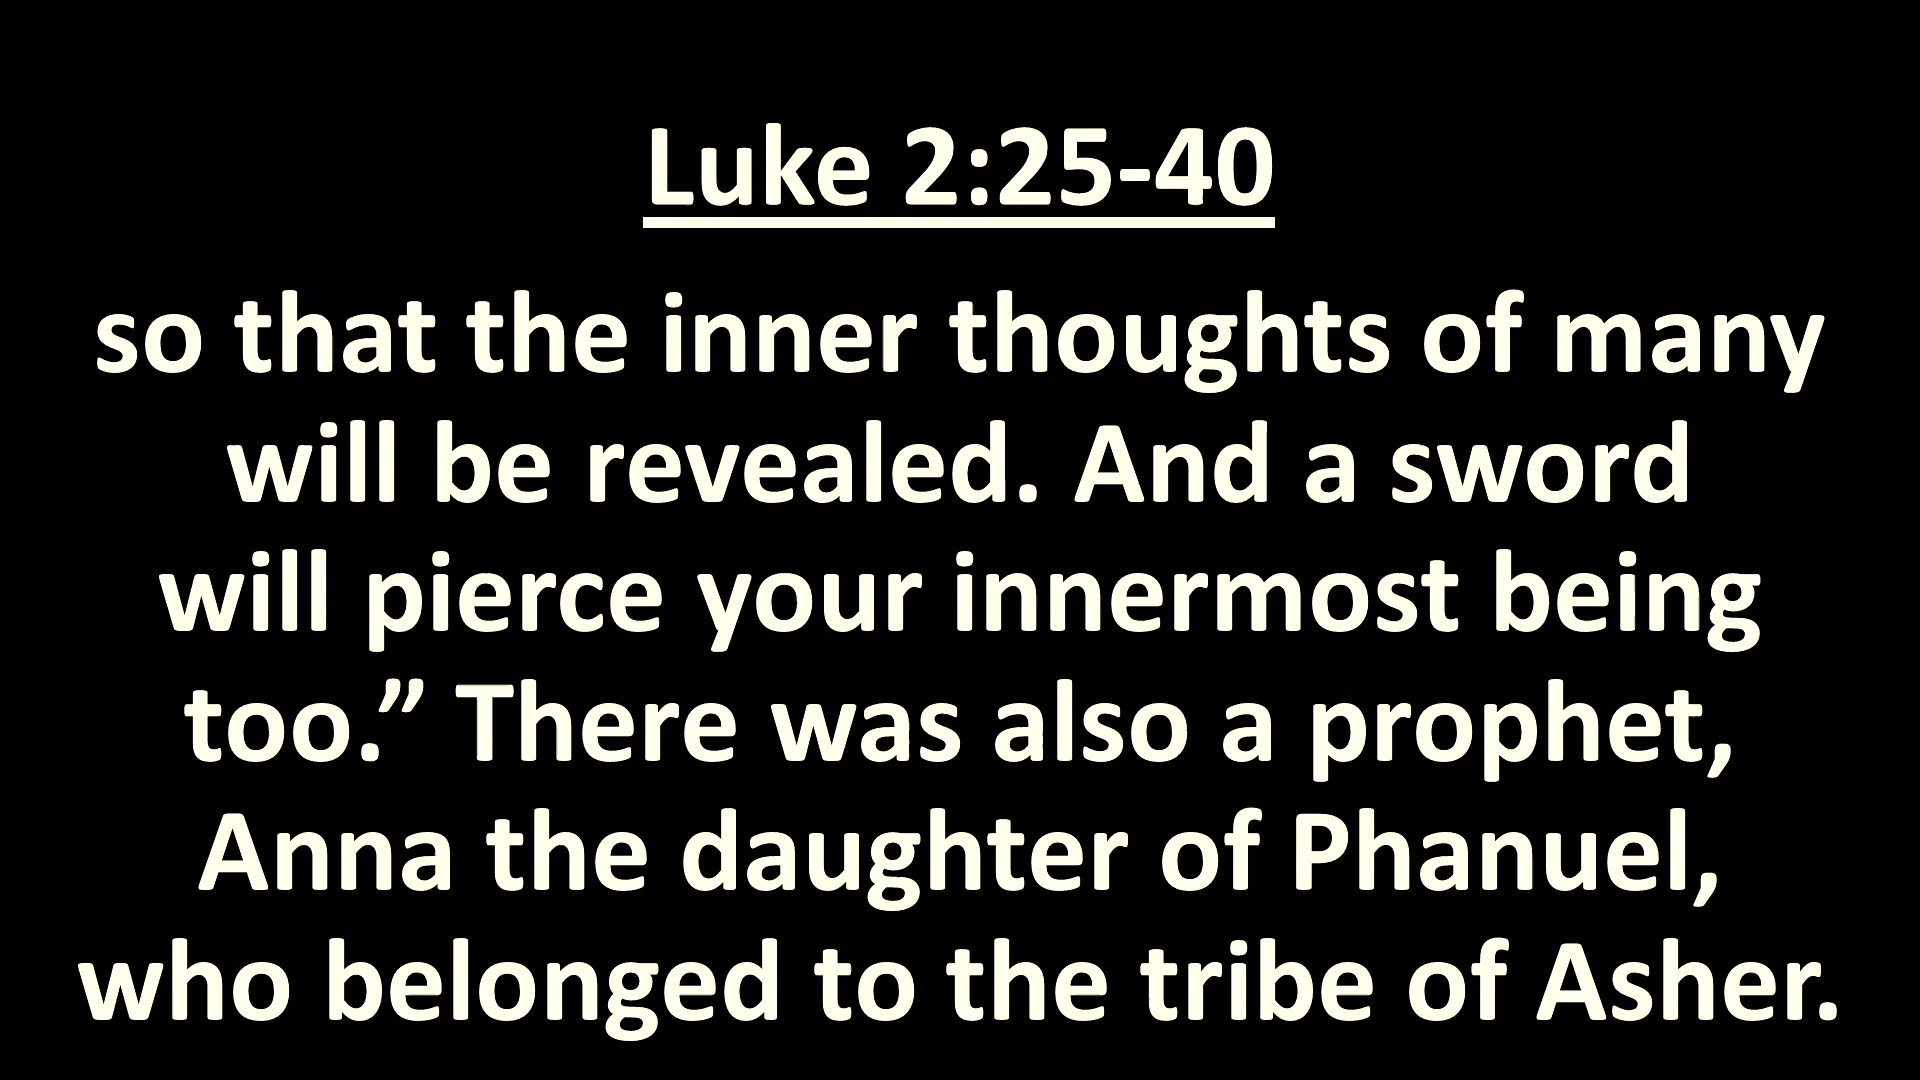 Luke 2:25-40
so that the inner thoughts of many
will be revealed. And a sword
will pierce your innermost being
too.” There was also a prophet,
Anna the daughter of Phanuel,
who belonged to the tribe of Asher.